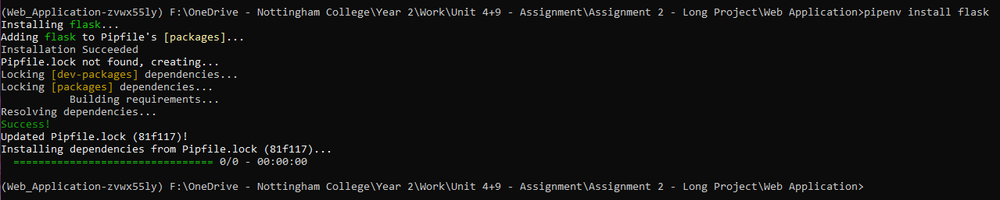 (Web_Application-zvwx55ly) F:\OneDrive - Nottingham College\Year 2\Work\Unit 4+9 - Assignment\Assignment 2 - Long Project\Web Application>pipenv install flask
Installing flask...
Adding flask to Pipfile's [packages]...
Installation Succeeded
Pipfile.lock not found, creating...
Locking [dev-packages] dependencies...
Locking [packages] dependencies...
           Building requirements...
Resolving dependencies...
Success!
Updated Pipfile.lock (81f117)!
Installing dependencies from Pipfile.lock (81f117)...
  ================================ 0/0 - 00:00:00
(Web_Application-zvwx55ly) F:\OneDrive - Nottingham College\Year 2\Work\Unit 4+9 - Assignment\Assignment 2 - Long Project\Web Application>